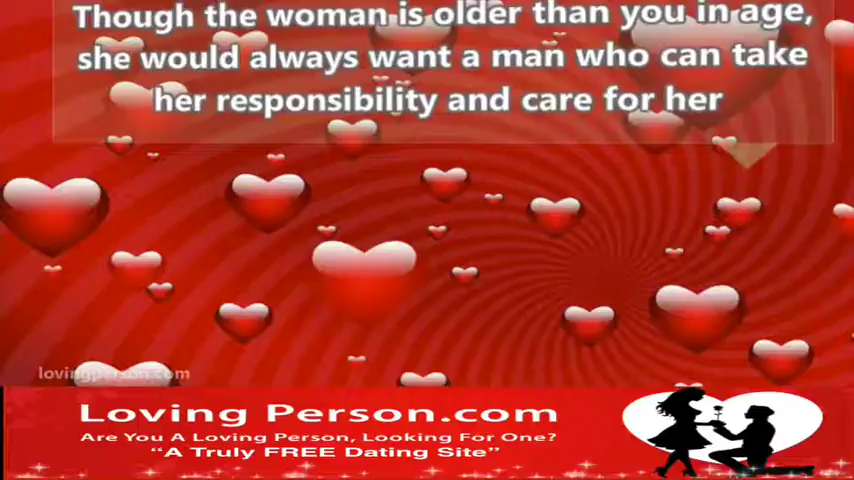 Though the woman is older than you in age,
she would always want a man who can take
her responsibility and care for her
lovingperson.com
Loving Person.com
Are You A Loving Person, Looking For One?
“A Truly FREE Dating Site”